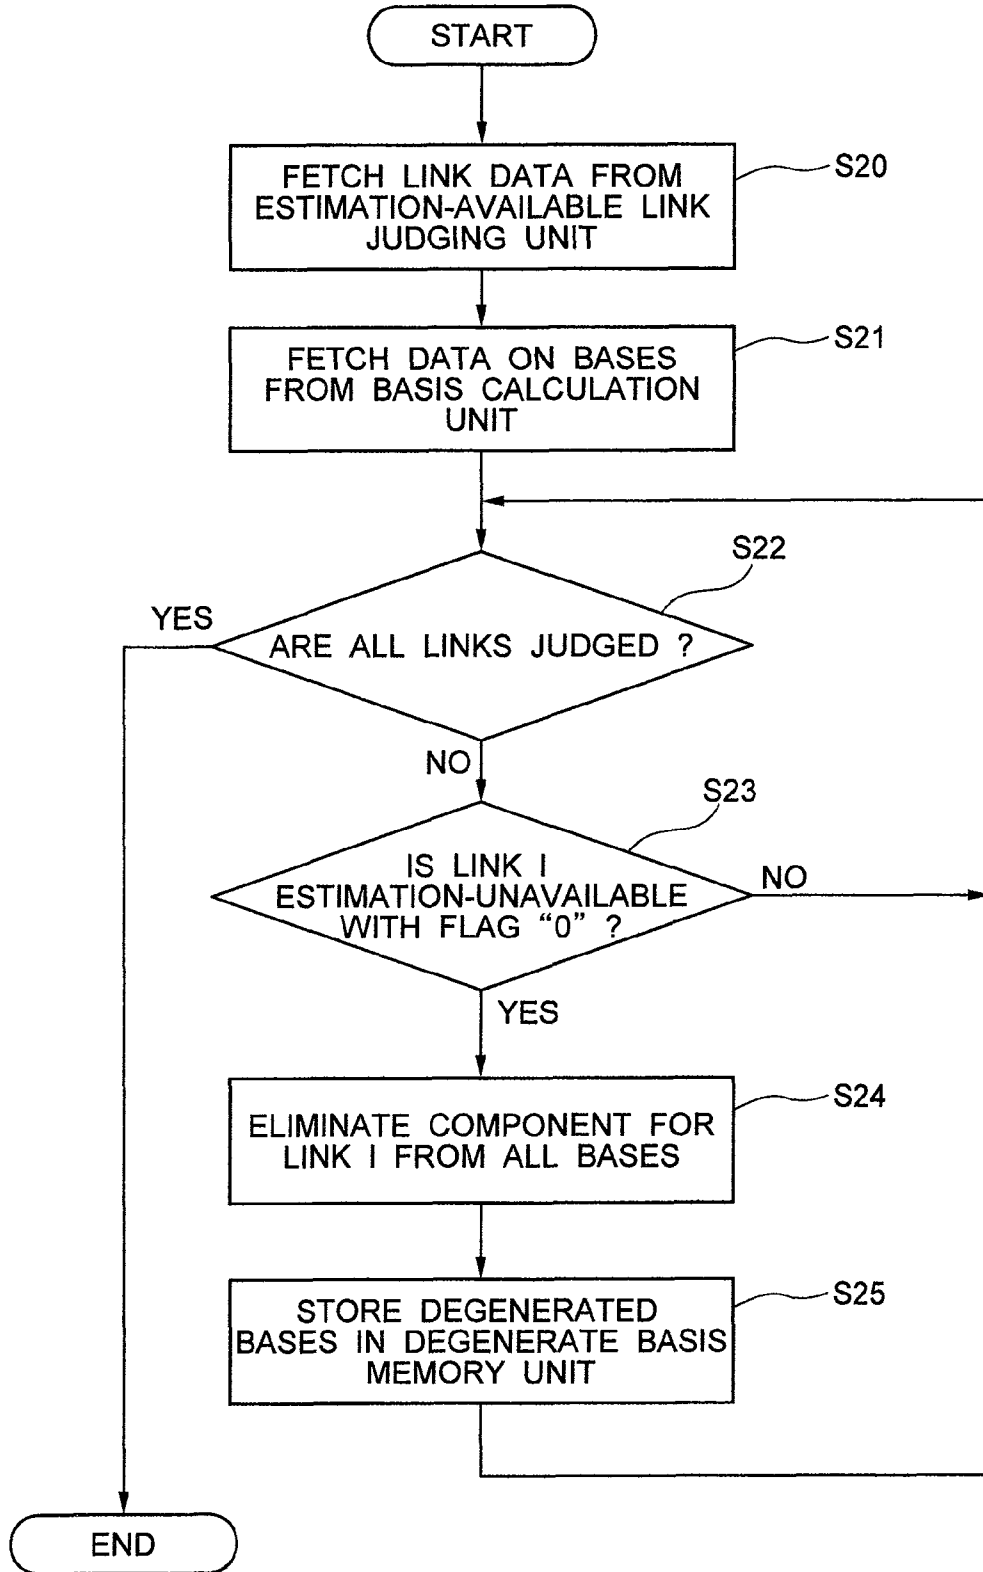 START
FETCH LINK DATA FROM
ESTIMATION-AVAILABLE LINK
JUDGING UNIT
S20
FETCH DATA ON BASES
FROM BASIS CALCULATION
UNIT
S21
S22
YES
ARE ALL LINKS JUDGED ?
NO
S23
IS LINK I
ESTIMATION-UNAVAILABLE
WITH FLAG “0” ?
NO
YES
S24
ELIMINATE COMPONENT FOR
LINK I FROM ALL BASES
S25
STORE DEGENERATED
BASES IN DEGENERATE BASIS
MEMORY UNIT
END